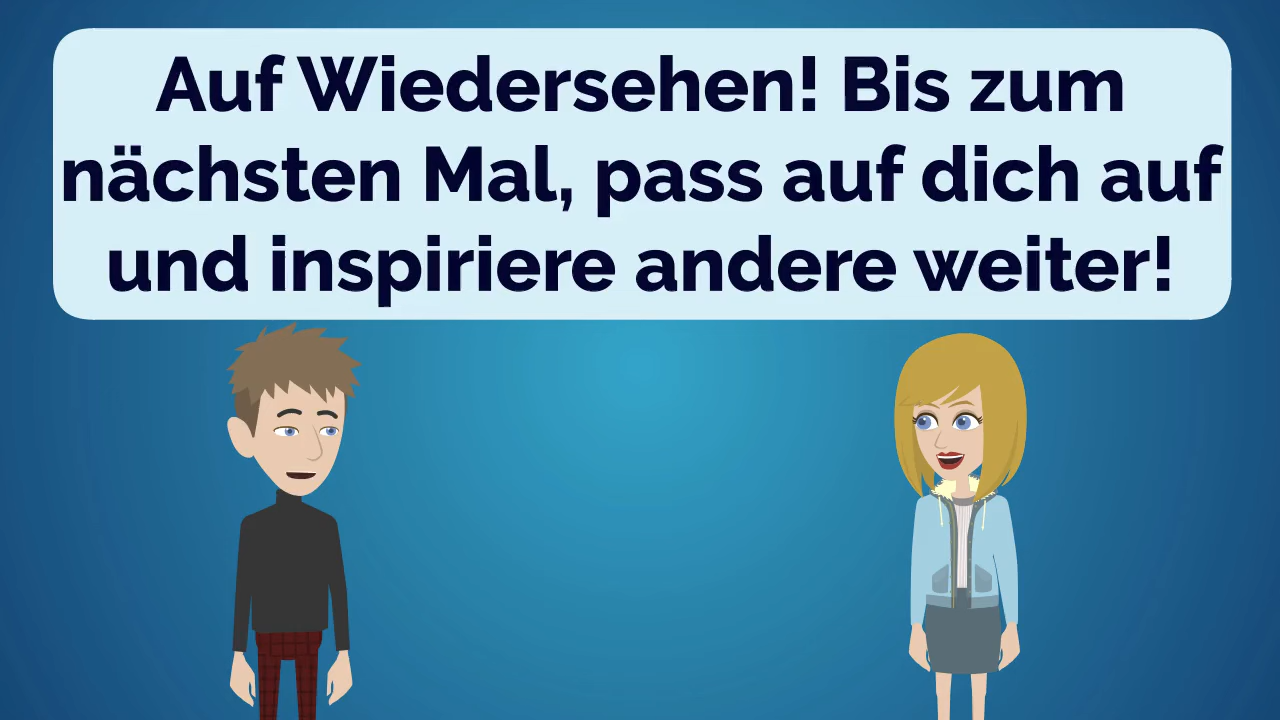 Auf Wiedersehen! Bis zum
nächsten Mal, pass auf dich auf
und inspiriere andere weiter!